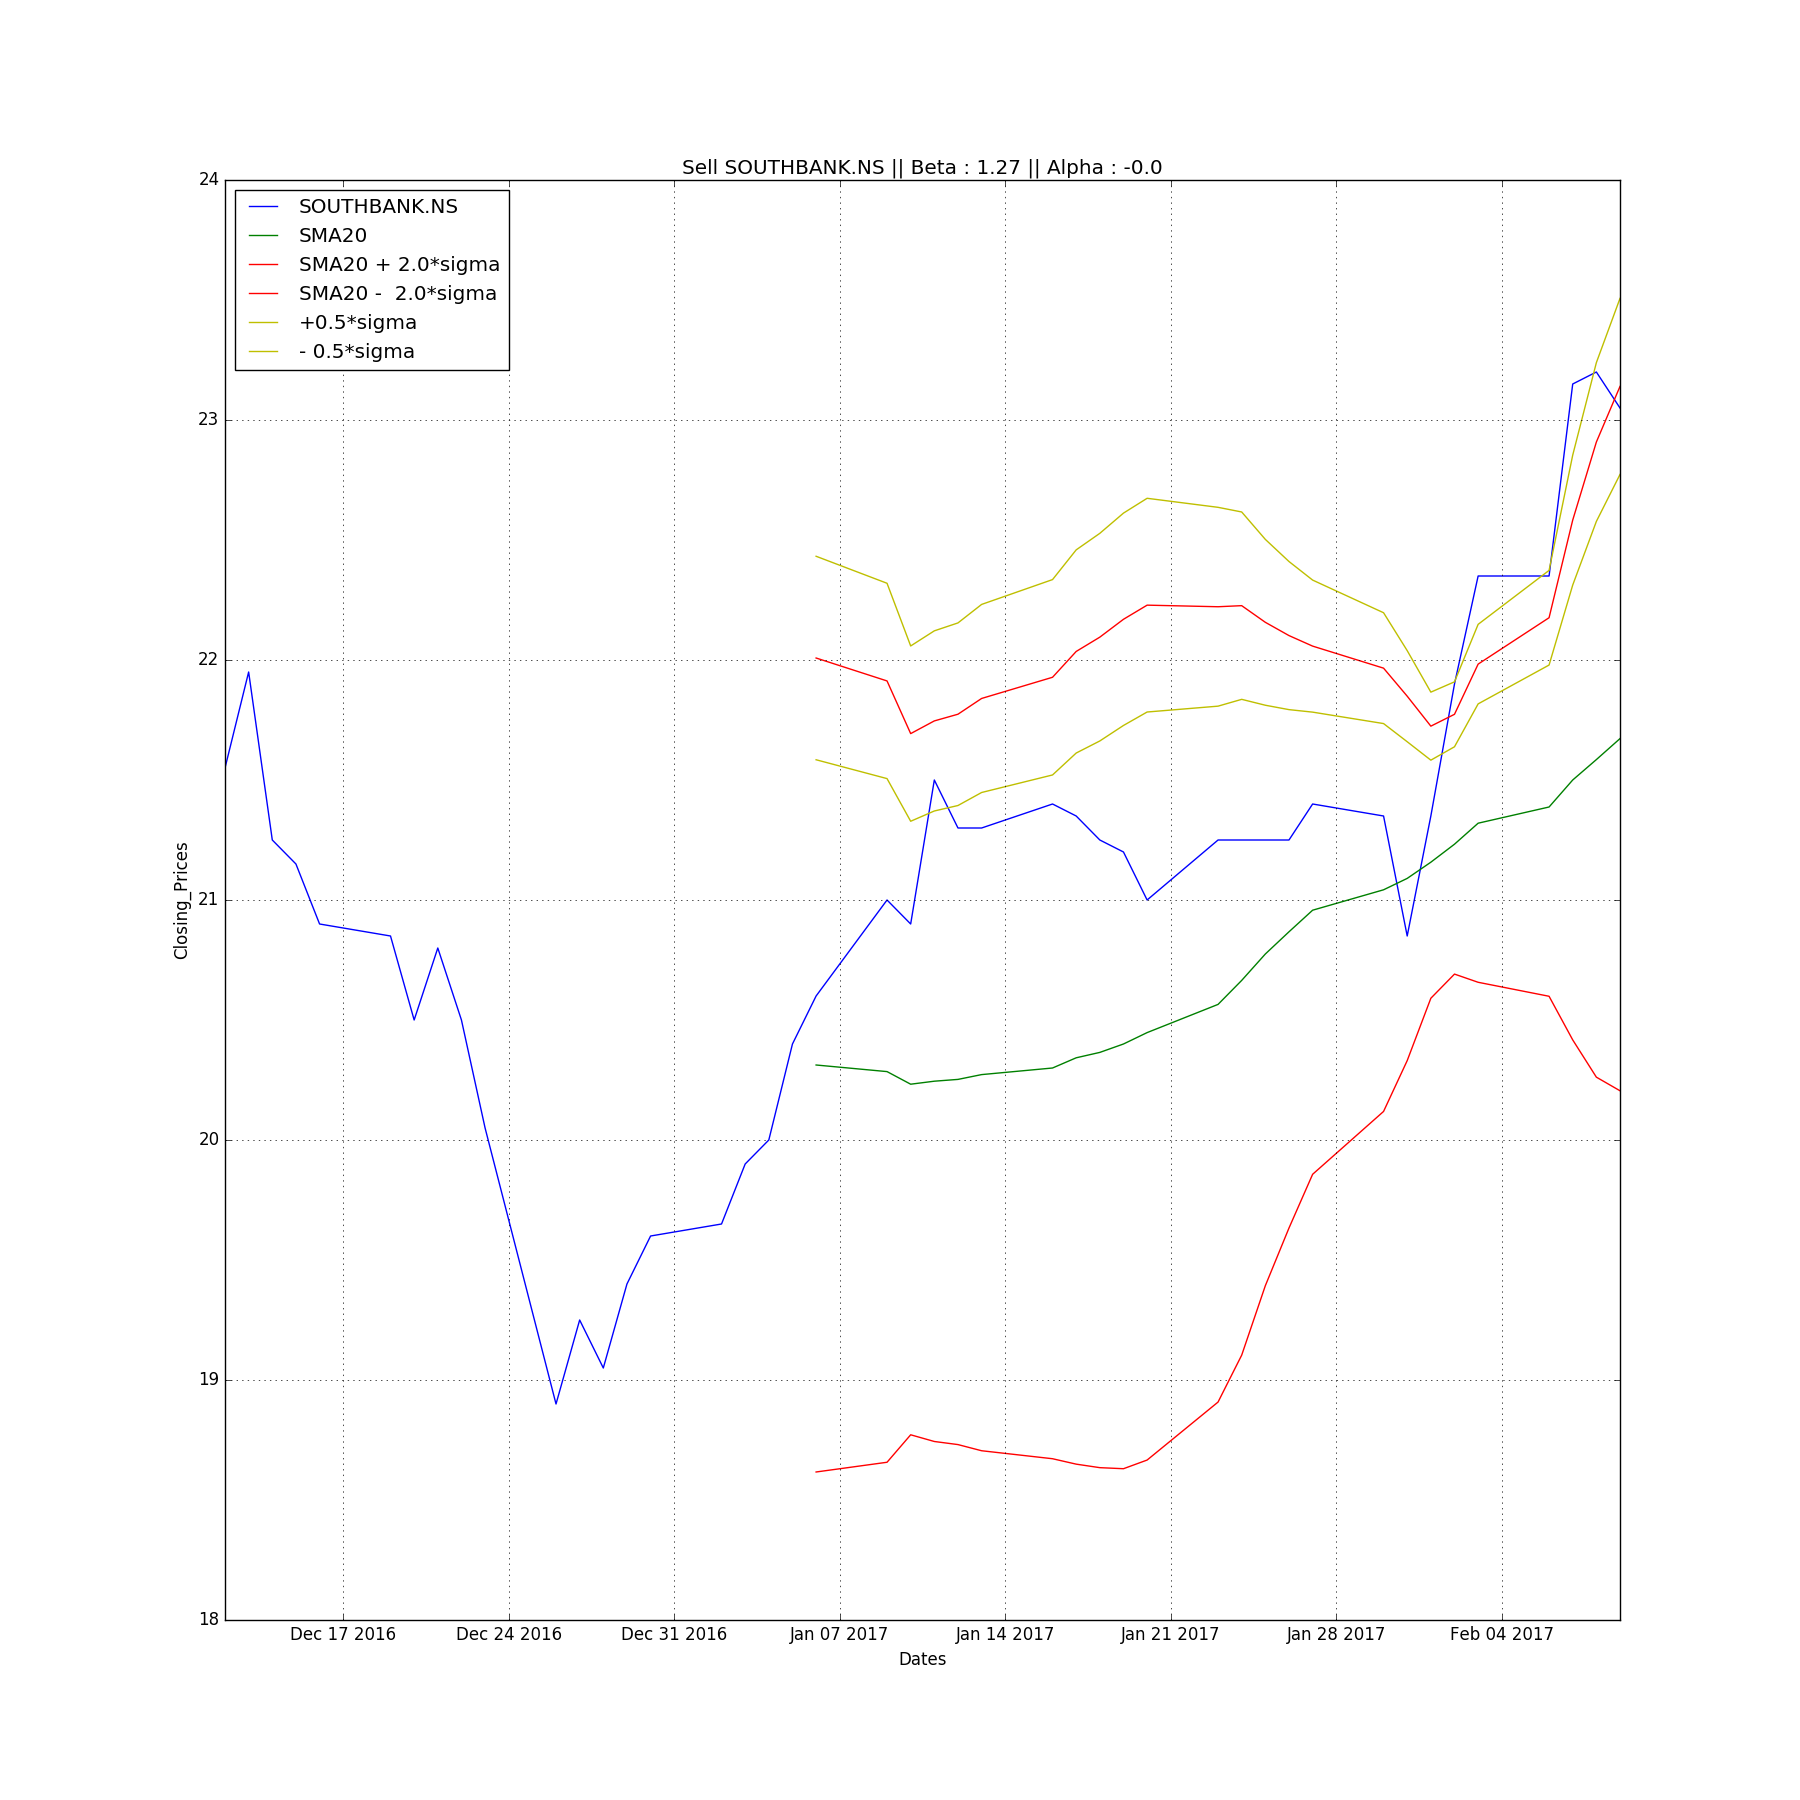 Sell SOUTHBANK.NS || Beta : 1.27 || Alpha : -0.0
SOUTHBANK.NS
SMA20
SMA20 + 2.0*sigma
SMA20 -  2.0*sigma
+0.5*sigma
- 0.5*sigma
24
23
22
21
20
19
18
Closing_Prices
Dec 17 2016
Dec 24 2016
Dec 31 2016
Jan 07 2017
Jan 14 2017
Jan 21 2017
Jan 28 2017
Feb 04 2017
Dates